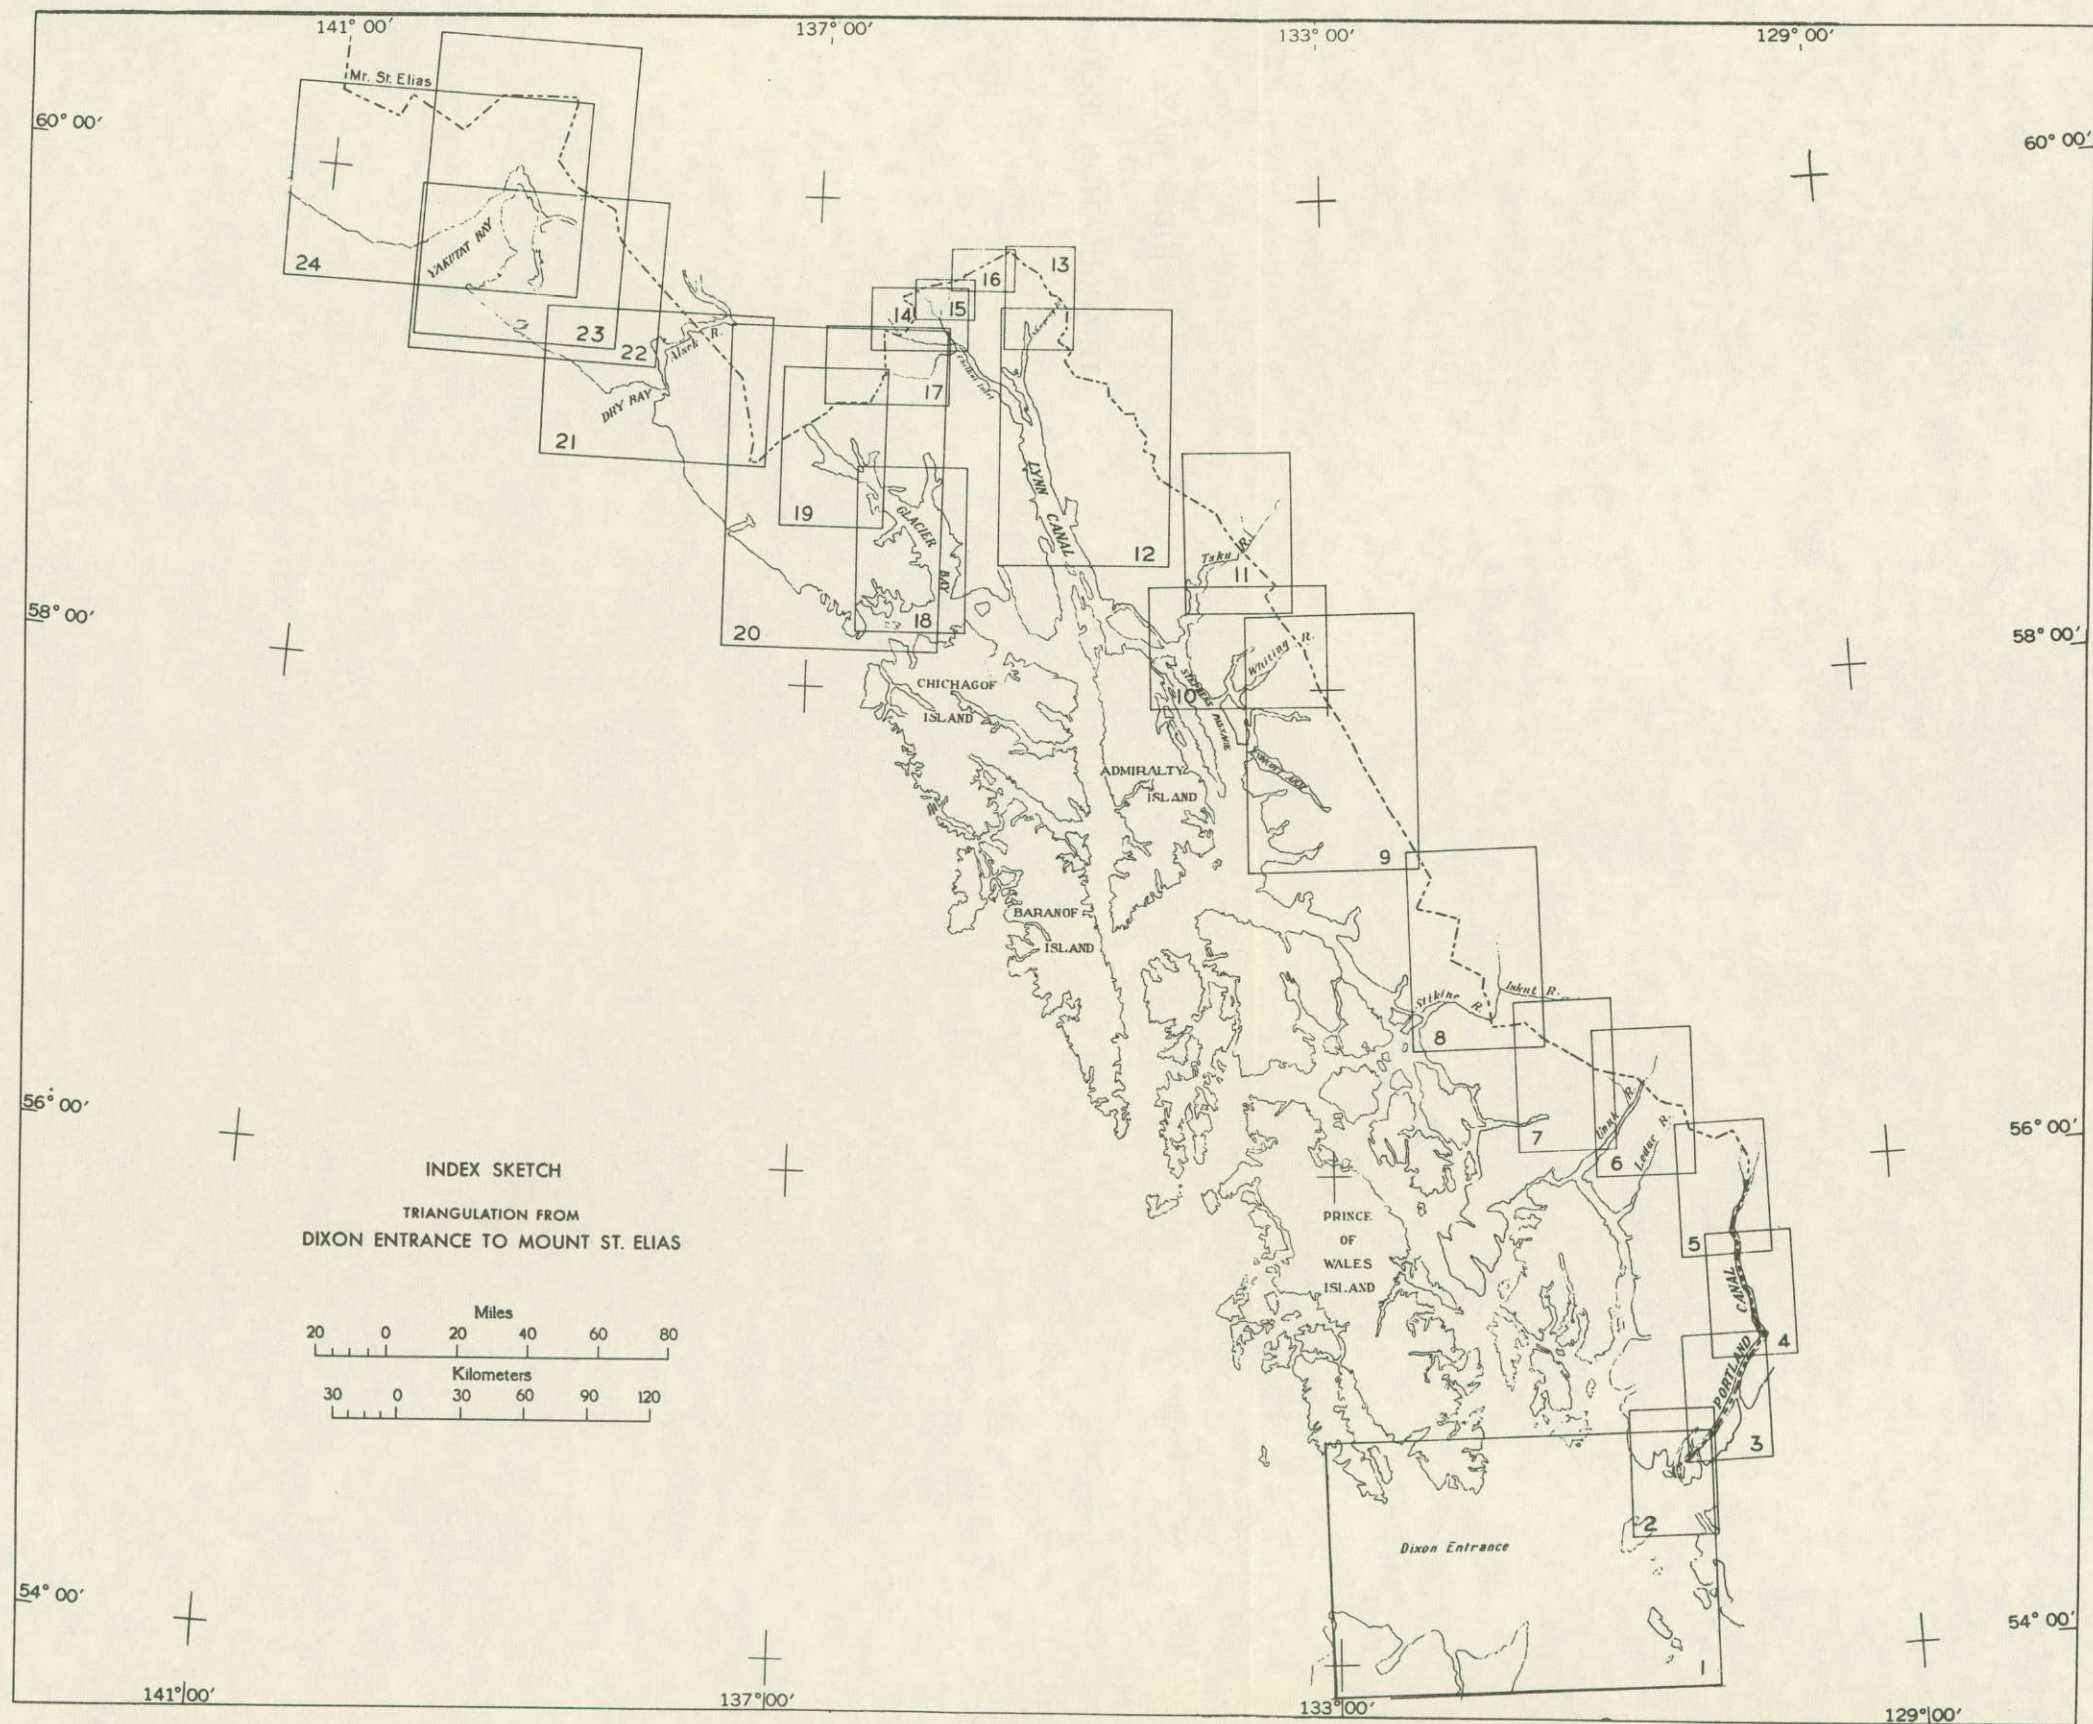 141° 00′
137° 00′
133° 00′
129° 00′
Mt. St. Elias
60° 00′
60° 00′
YAKUTAT BAY
24
13
16
15
14
23
22
Alsek R.
17
DRY BAY
21
LYNN CANAL
19
GLACIER BAY
12
Taku R.
11
58° 00′
18
20
58° 00′
Whiting R.
CHICHAGOF
ISLAND
10
STEPHENS PASSAGE
ADMIRALTY
ISLAND
9
BARANOF
ISLAND
Stikine R.
Iskut R.
8
56° 00′
Unuk R.
Leduc R.
56° 00′
7
6
INDEX SKETCH
TRIANGULATION FROM
DIXON ENTRANCE TO MOUNT ST. ELIAS
PRINCE
OF
WALES
ISLAND
5
PORTLAND CANAL
4
Miles
20 0 20 40 60 80
Kilometers
30 0 30 60 90 120
3
2
Dixon Entrance
54° 00′
54° 00′
1
141° 00′
137° 00′
133° 00′
129° 00′